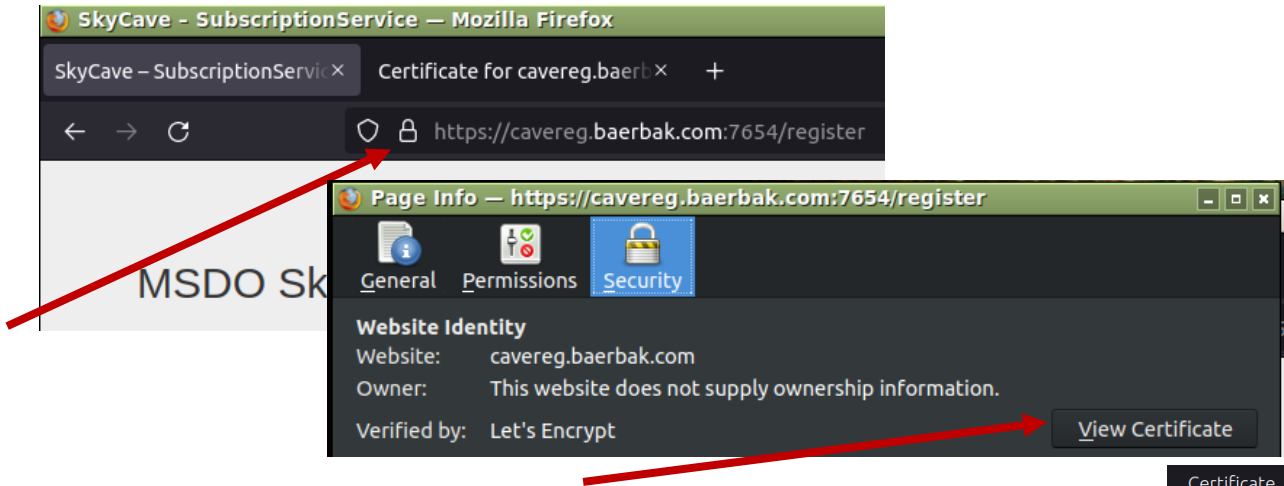 SkyCave – SubscriptionService — Mozilla Firefox
SkyCave – SubscriptionServic × Certificate for cavereg.baerb × +
https://cavereg.baerbak.com:7654/register
Page Info — https://cavereg.baerbak.com:7654/register
MSDO Sk
General Permissions Security
Website Identity
Website: cavereg.baerbak.com
Owner: This website does not supply ownership information.
Verified by: Let's Encrypt View Certificate
Certificate